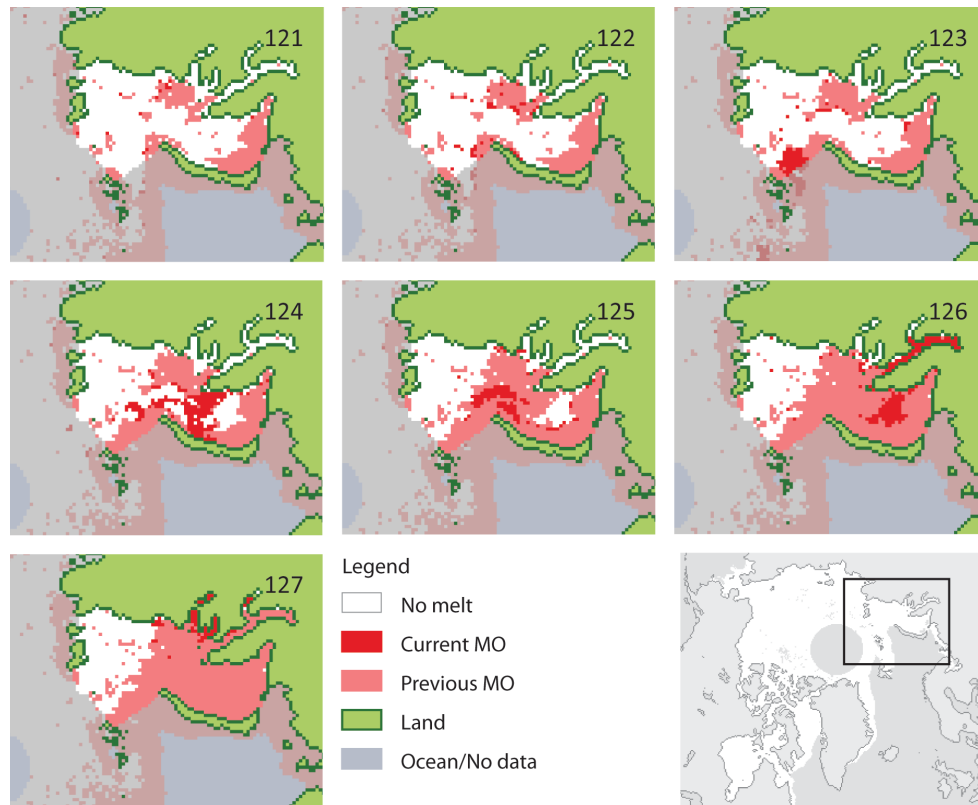 121
122
123
124
125
126
127
Legend
No melt
Current MO
Previous MO
Land
Ocean/No data